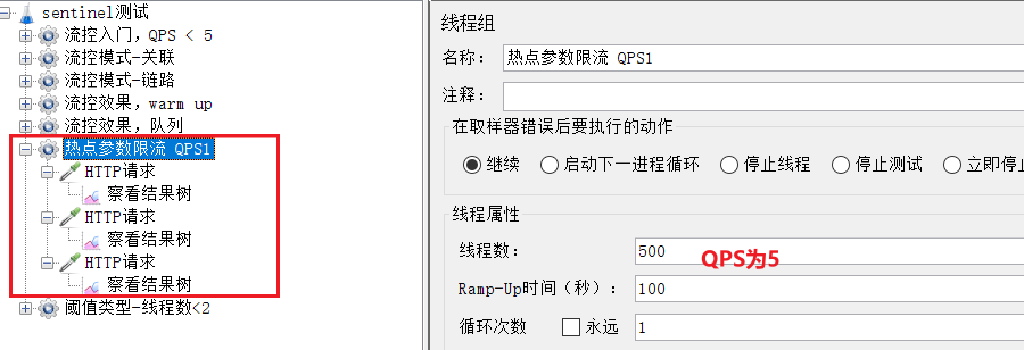 sentinel测试
流控入门，QPS < 5
流控模式-关联
流控模式-链路
流控效果，warm up
流控效果，队列
热点参数限流 QPS1
HTTP请求
察看结果树
HTTP请求
察看结果树
HTTP请求
察看结果树
阈值类型-线程数<2
线程组
名称： 热点参数限流 QPS1
注释：
在取样器错误后要执行的动作
继续 启动下一进程循环 停止线程 停止测试 立即停止
线程属性
线程数： 500 QPS为5
Ramp-Up时间（秒）： 100
循环次数 永远 1